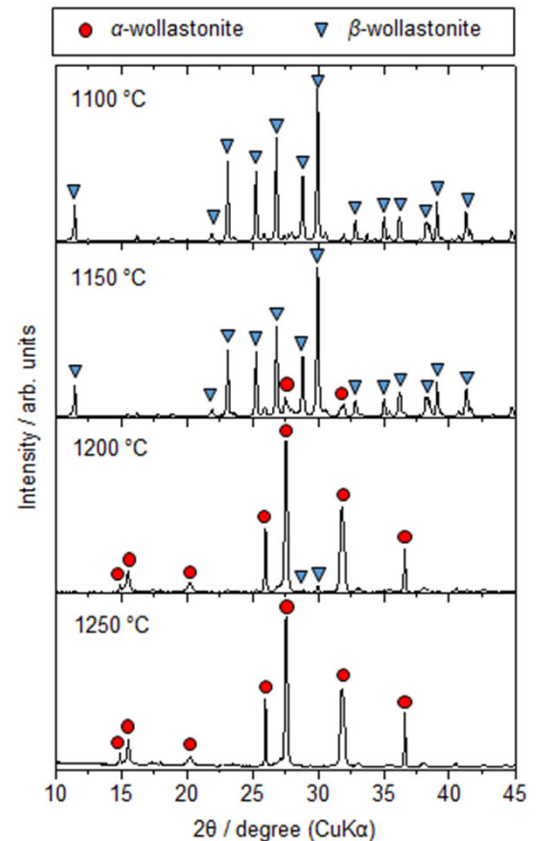 α-wollastonite β-wollastonite
1100 °C
1150 °C
1200 °C
1250 °C
Intensity / arb. units
10 15 20 25 30 35 40 45
2θ / degree (CuKα)